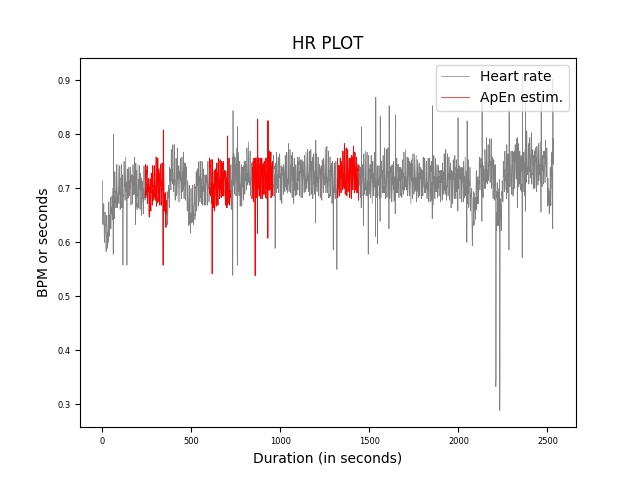 HR PLOT
Heart rate
ApEn estim.
BPM or seconds
0.9
0.8
0.7
0.6
0.5
0.4
0.3
0 500 1000 1500 2000 2500
Duration (in seconds)